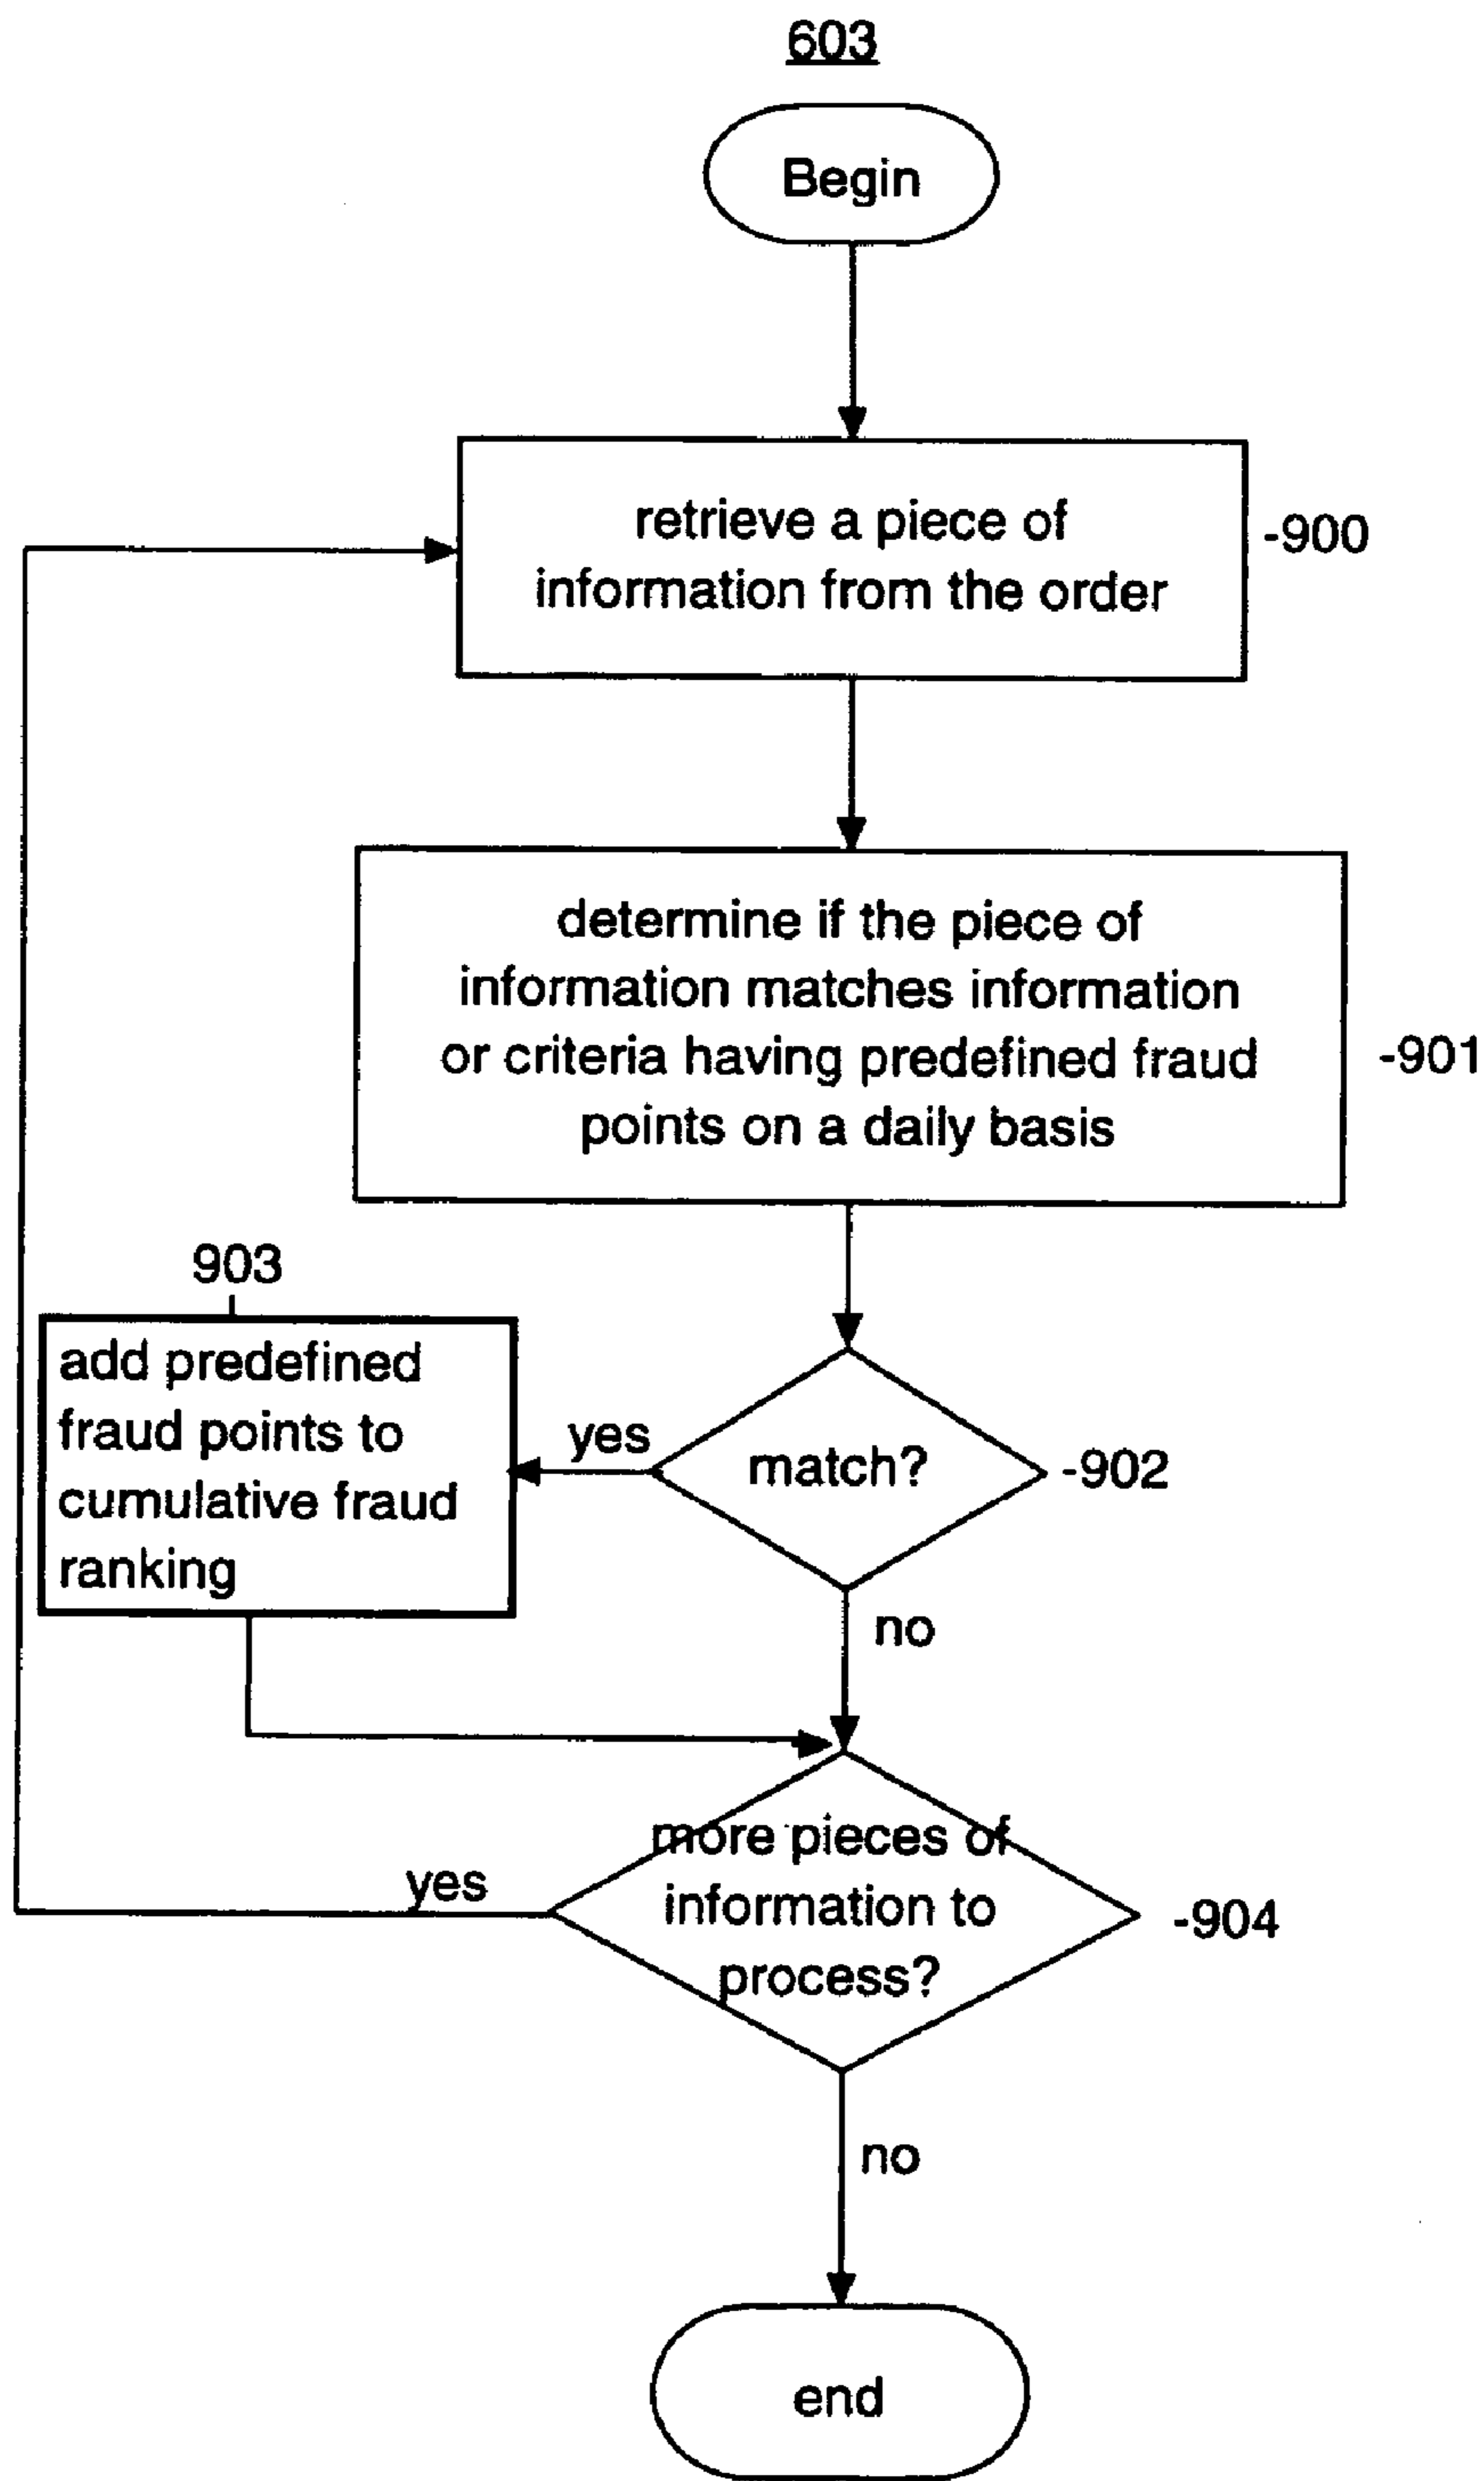 603
Begin
retrieve a piece of
information from the order
-900
determine if the piece of
information matches information
or criteria having predefined fraud
points on a daily basis
-901
903
add predefined
fraud points to
cumulative fraud
ranking
yes
match?
-902
no
more pieces of
information to
process?
yes
-904
no
end